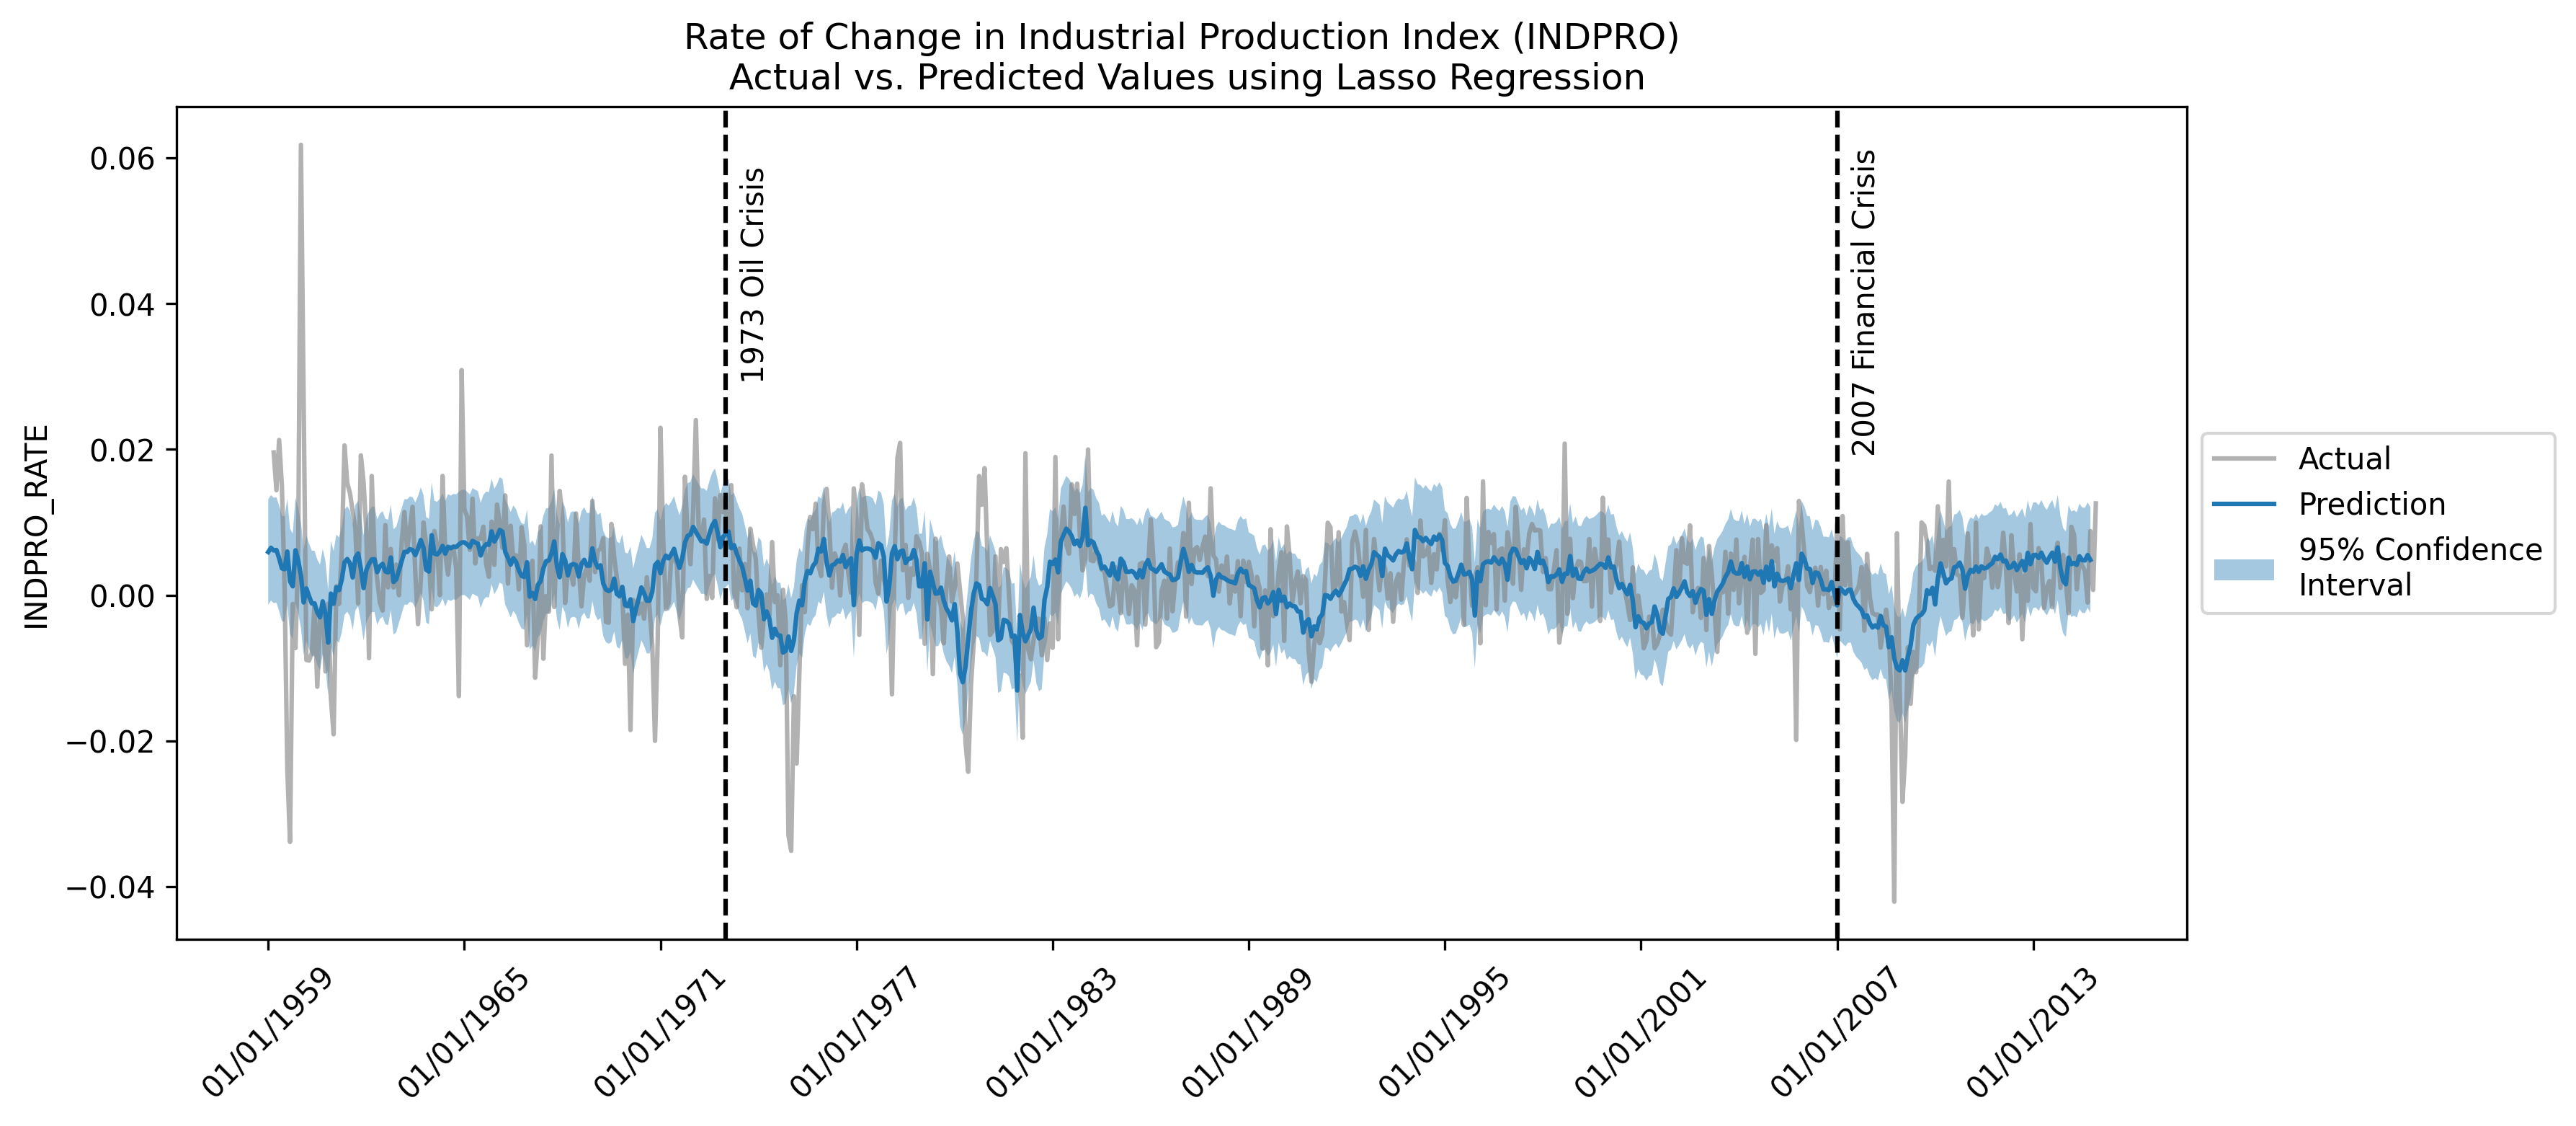 Rate of Change in Industrial Production Index (INDPRO)
Actual vs. Predicted Values using Lasso Regression
INDPRO_RATE
0.06
0.04
0.02
0.00
−0.02
−0.04
1973 Oil Crisis
2007 Financial Crisis
Actual
Prediction
95% Confidence
Interval
01/01/1959
01/01/1965
01/01/1971
01/01/1977
01/01/1983
01/01/1989
01/01/1995
01/01/2001
01/01/2007
01/01/2013